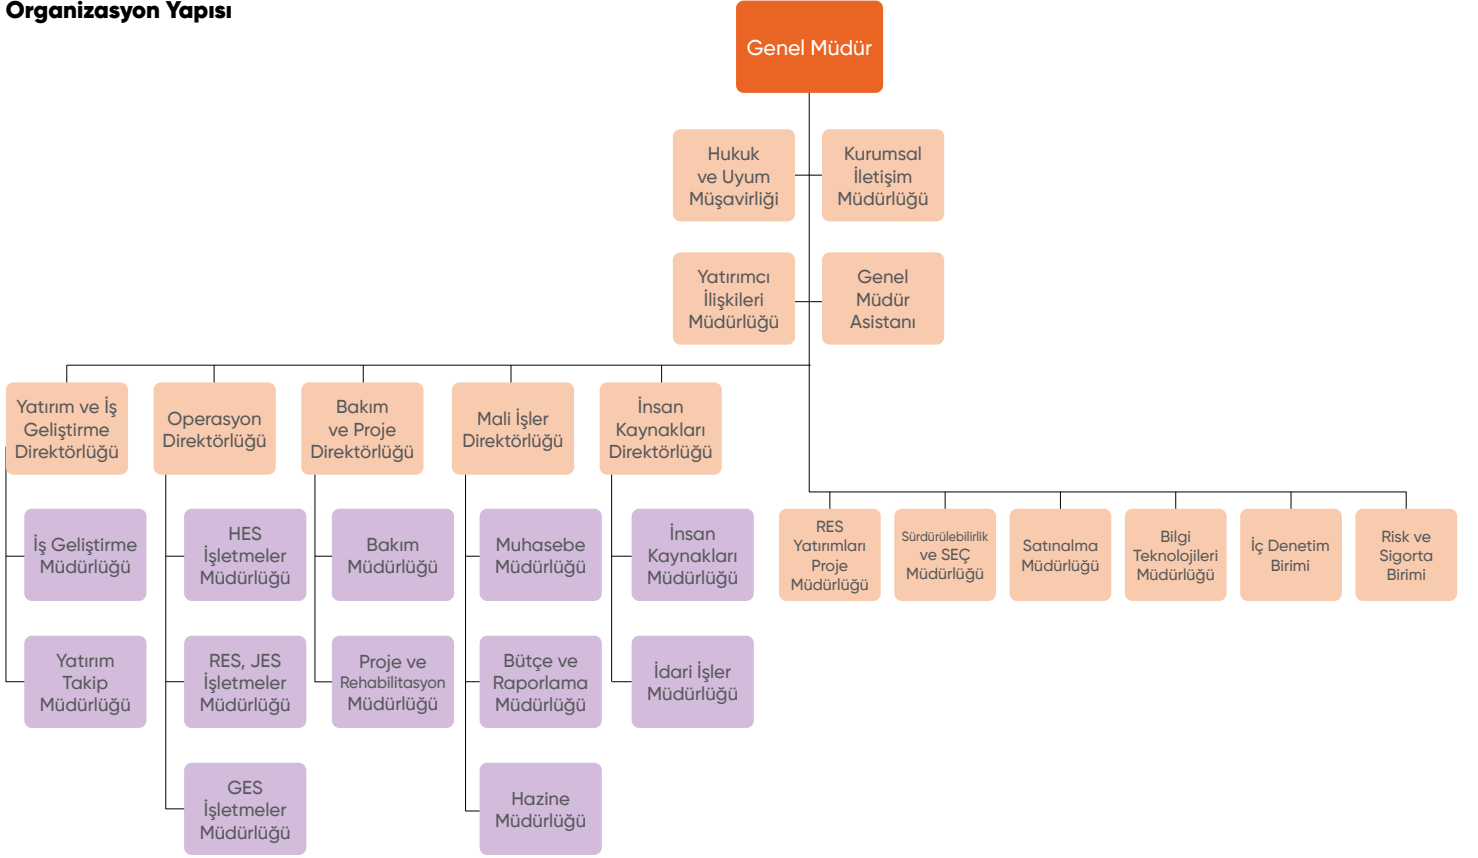 Organizasyon Yapısı
Genel Müdür
Hukuk
ve Uyum
Müşavirliği
Kurumsal
İletişim
Müdürlüğü
Yatırımcı
İlişkileri
Müdürlüğü
Genel
Müdür
Asistanı
Yatırım ve İş
Geliştirme
Direktörlüğü
Operasyon
Direktörlüğü
Bakım
ve Proje
Direktörlüğü
Mali İşler
Direktörlüğü
İnsan
Kaynakları
Direktörlüğü
İş Geliştirme
Müdürlüğü
HES
İşletmeler
Müdürlüğü
Bakım
Müdürlüğü
Muhasebe
Müdürlüğü
İnsan
Kaynakları
Müdürlüğü
RES
Yatırımları
Proje
Müdürlüğü
Sürdürülebilirlik
ve SEÇ
Müdürlüğü
Satınalma
Müdürlüğü
Bilgi
Teknolojileri
Müdürlüğü
İç Denetim
Birimi
Risk ve
Sigorta
Birimi
Yatırım
Takip
Müdürlüğü
RES, JES
İşletmeler
Müdürlüğü
Proje ve
Rehabilitasyon
Müdürlüğü
Bütçe ve
Raporlama
Müdürlüğü
İdari İşler
Müdürlüğü
GES
İşletmeler
Müdürlüğü
Hazine
Müdürlüğü